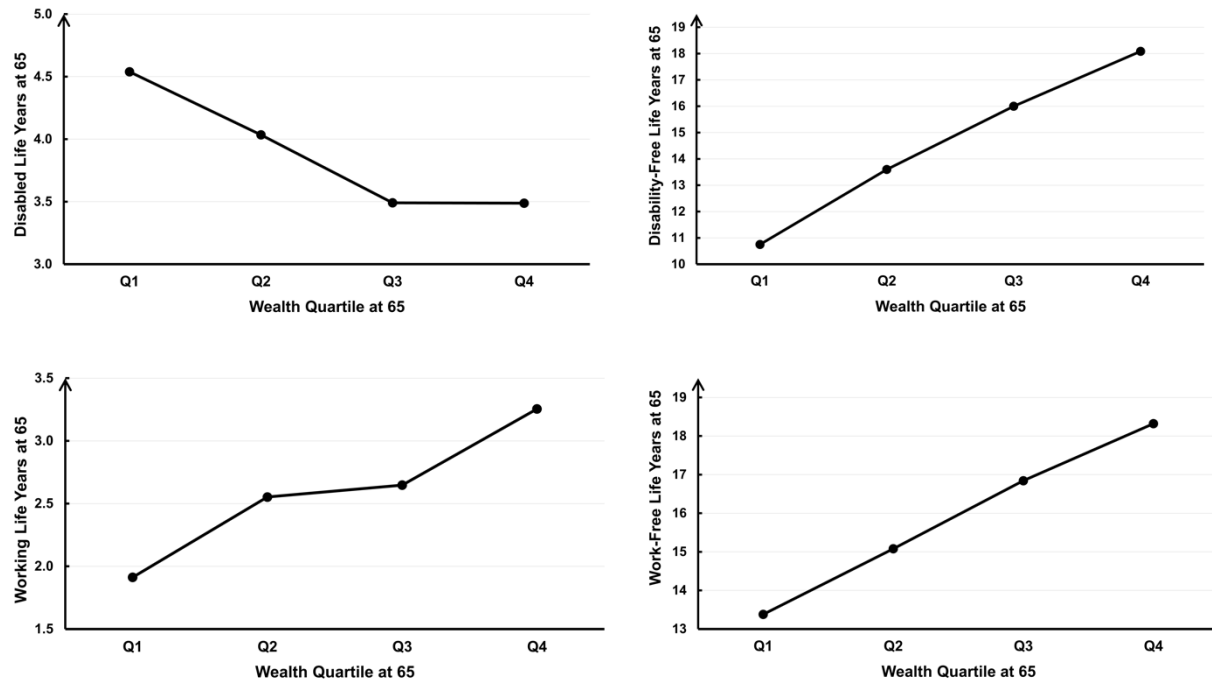 Disabled Life Years at 65
5.0
4.5
4.0
3.5
3.0
Q1 Q2 Q3 Q4
Wealth Quartile at 65
Disability-Free Life Years at 65
19
18
17
16
15
14
13
12
11
10
Q1 Q2 Q3 Q4
Wealth Quartile at 65
Working Life Years at 65
3.5
3.0
2.5
2.0
1.5
Q1 Q2 Q3 Q4
Wealth Quartile at 65
Work-Free Life Years at 65
19
18
17
16
15
14
13
Q1 Q2 Q3 Q4
Wealth Quartile at 65